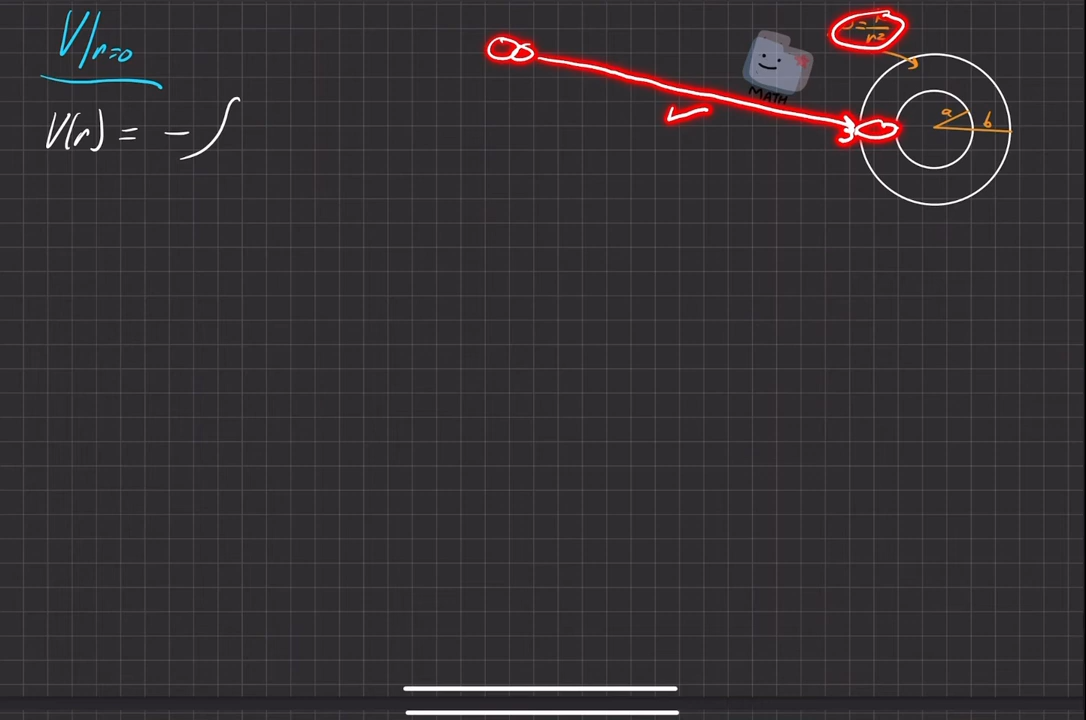 V|r=0
V(r) = - ∫
∞
MATH
a
b